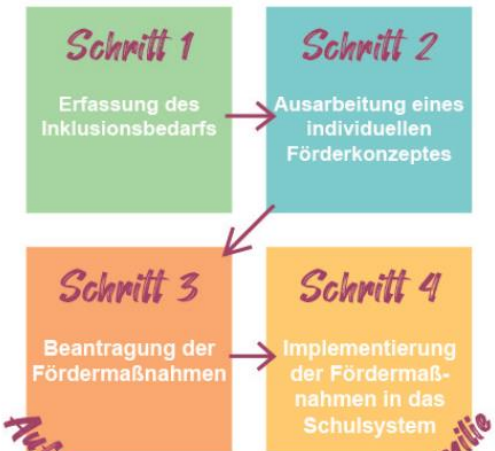 Schritt 1
Erfassung des
Inklusionsbedarfs
Schritt 2
Ausarbeitung eines
individuellen
Förderkonzeptes
Schritt 3
Beantragung der
Fördermaßnahmen
Schritt 4
Implementierung
der Fördermaß-
nahmen in das
Schulsystem